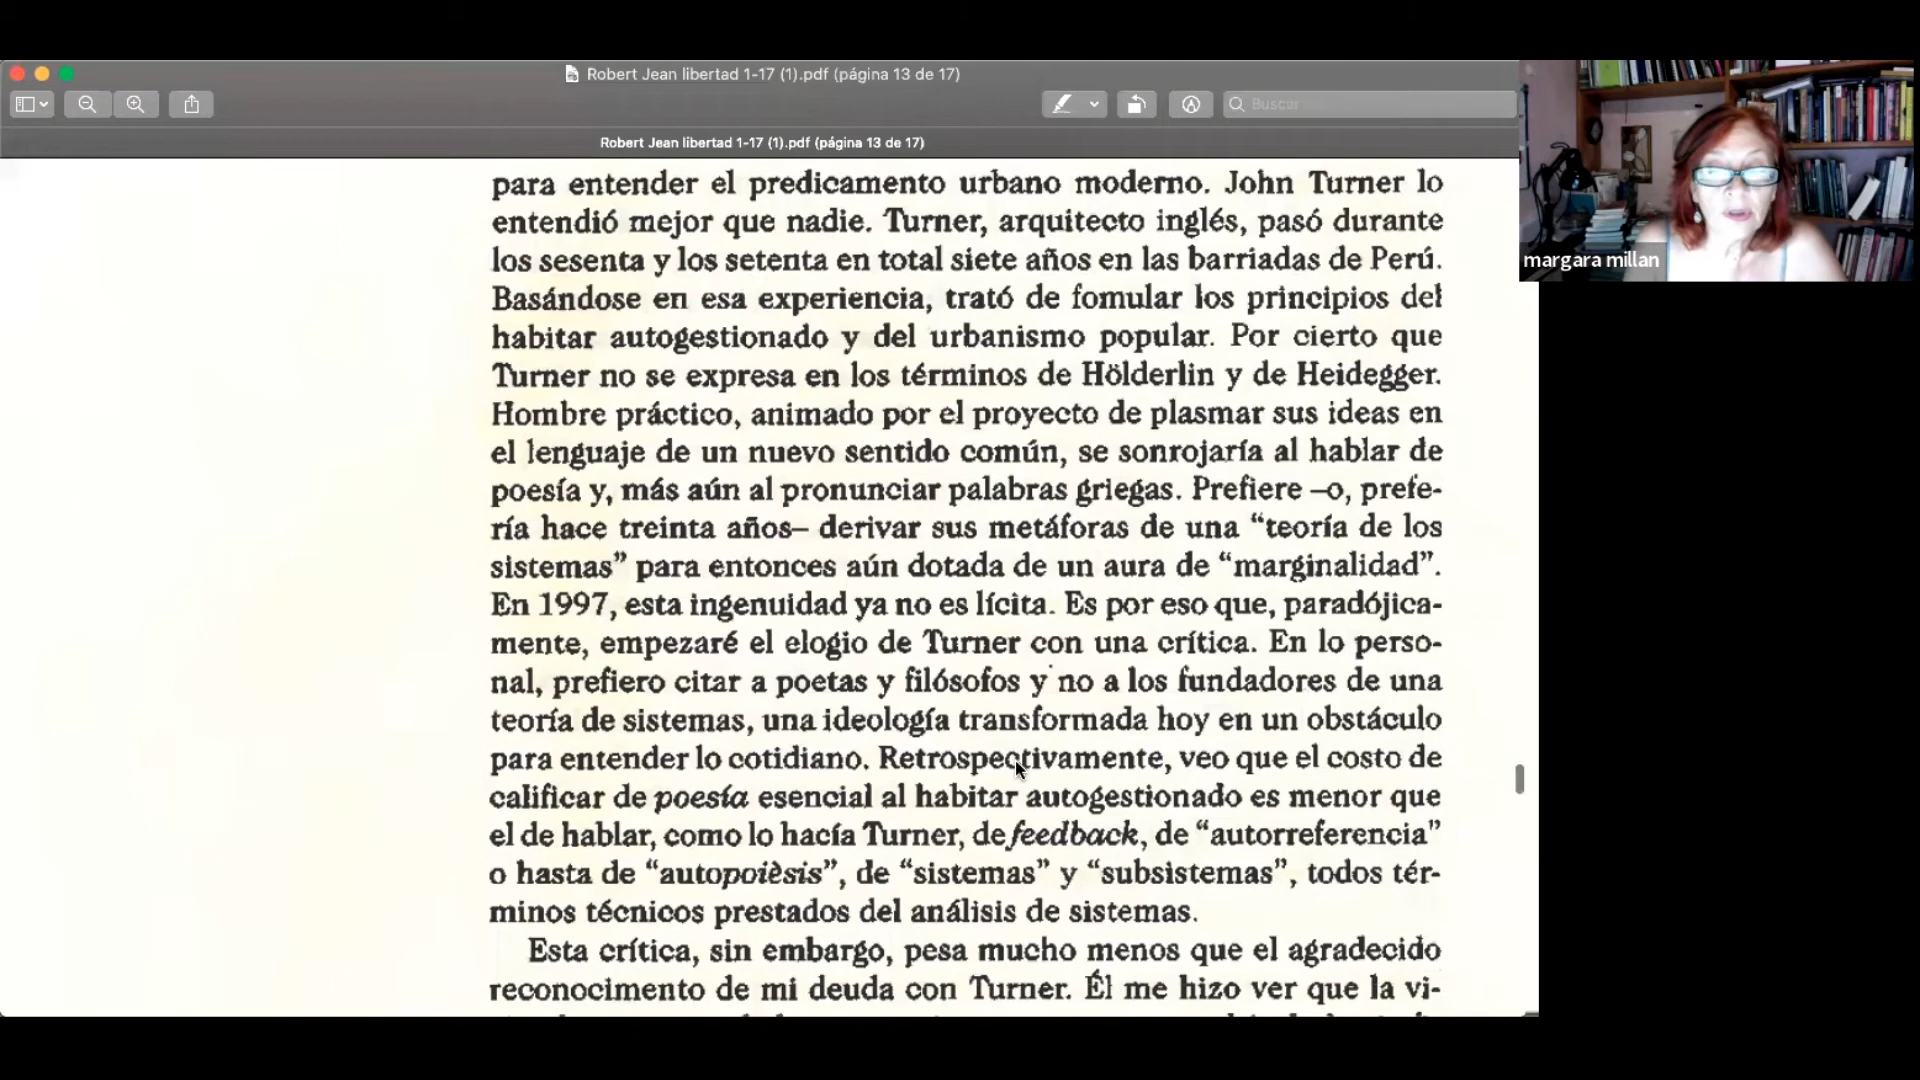 Robert Jean libertad 1-17 (1).pdf (página 13 de 17)
Buscar
Robert Jean libertad 1-17 (1).pdf (página 13 de 17)
margara millan
para entender el predicamento urbano moderno. John Turner lo
entendió mejor que nadie. Turner, arquitecto inglés, pasó durante
los sesenta y los setenta en total siete años en las barriadas de Perú.
Basándose en esa experiencia, trató de fomular los principios del
habitar autogestionado y del urbanismo popular. Por cierto que
Turner no se expresa en los términos de Hölderlin y de Heidegger.
Hombre práctico, animado por el proyecto de plasmar sus ideas en
el lenguaje de un nuevo sentido común, se sonrojaría al hablar de
poesía y, más aún al pronunciar palabras griegas. Prefiere –o, prefe-
ría hace treinta años– derivar sus metáforas de una “teoría de los
sistemas” para entonces aún dotada de un aura de “marginalidad”.
En 1997, esta ingenuidad ya no es lícita. Es por eso que, paradójica-
mente, empezaré el elogio de Turner con una crítica. En lo perso-
nal, prefiero citar a poetas y filósofos y no a los fundadores de una
teoría de sistemas, una ideología transformada hoy en un obstáculo
para entender lo cotidiano. Retrospectivamente, veo que el costo de
calificar de poesía esencial al habitar autogestionado es menor que
el de hablar, como lo hacía Turner, de feedback, de “autorreferencia”
o hasta de “autopoièsis”, de “sistemas” y “subsistemas”, todos tér-
minos técnicos prestados del análisis de sistemas.
Esta crítica, sin embargo, pesa mucho menos que el agradecido
reconocimento de mi deuda con Turner. Él me hizo ver que la vi-